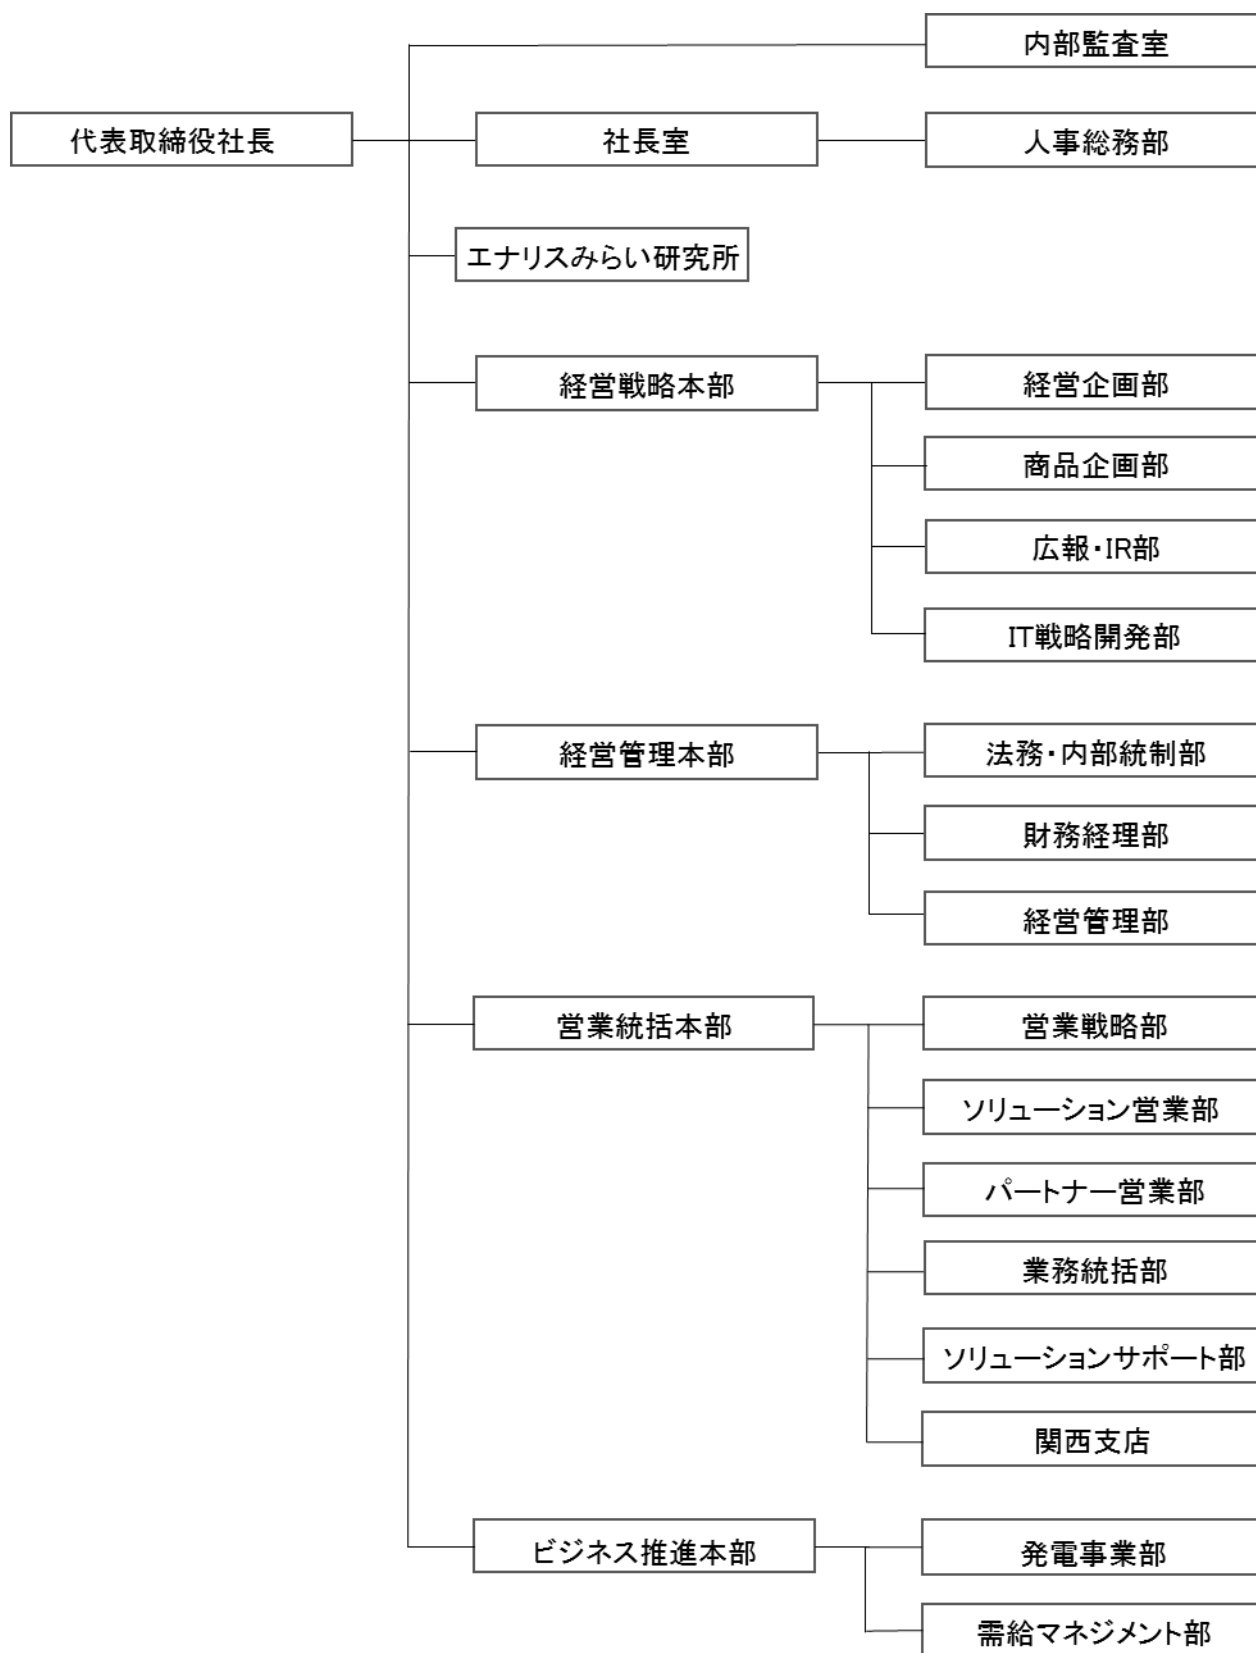 内部監査室
代表取締役社長
社長室
人事総務部
エナリスみらい研究所
経営戦略本部
経営企画部
商品企画部
広報・IR部
IT戦略開発部
経営管理本部
法務・内部統制部
財務経理部
経営管理部
営業統括本部
営業戦略部
ソリューション営業部
パートナー営業部
業務統括部
ソリューションサポート部
関西支店
ビジネス推進本部
発電事業部
需給マネジメント部